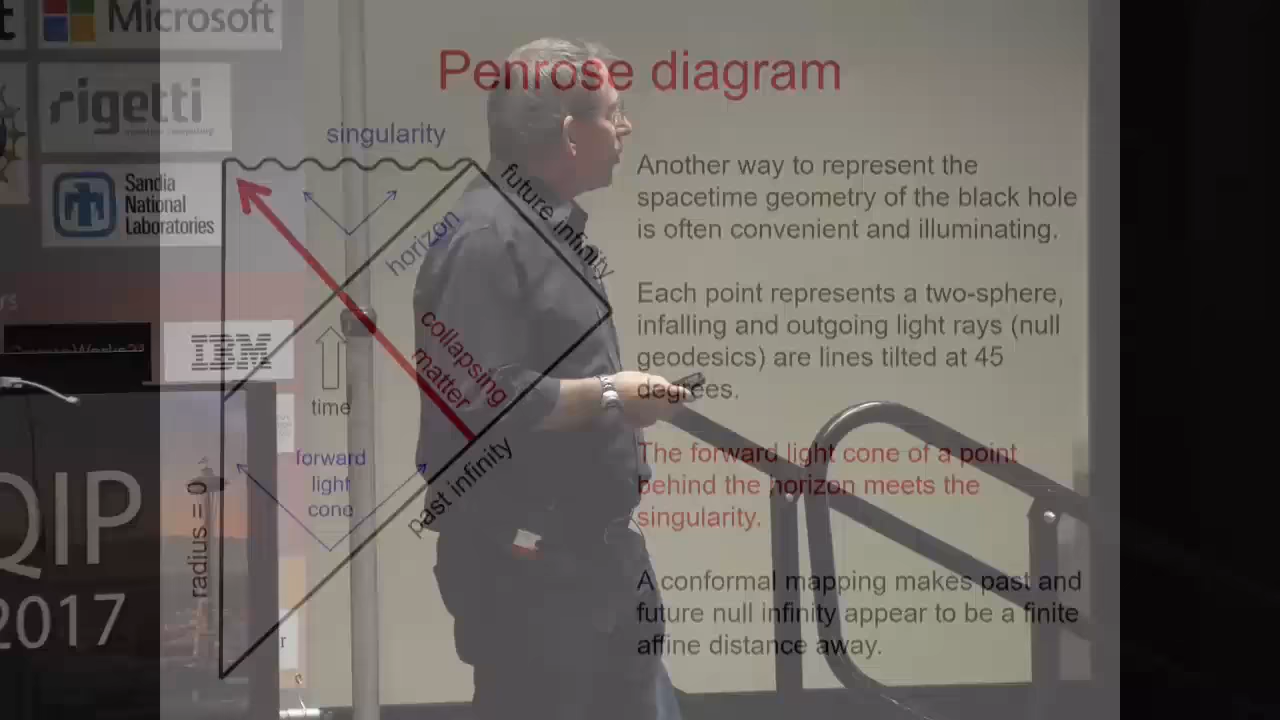 Microsoft
rigetti
Sandia
National
Laboratories
IBM
QIP
2017
Penrose diagram
singularity
future infinity
horizon
collapsing
matter
time
forward
light
cone
past infinity
radius = 0
Another way to represent the
spacetime geometry of the black hole
is often convenient and illuminating.
Each point represents a two-sphere,
infalling and outgoing light rays (null
geodesics) are lines tilted at 45
degrees.
The forward light cone of a point
behind the horizon meets the
singularity.
A conformal mapping makes past and
future null infinity appear to be a finite
affine distance away.